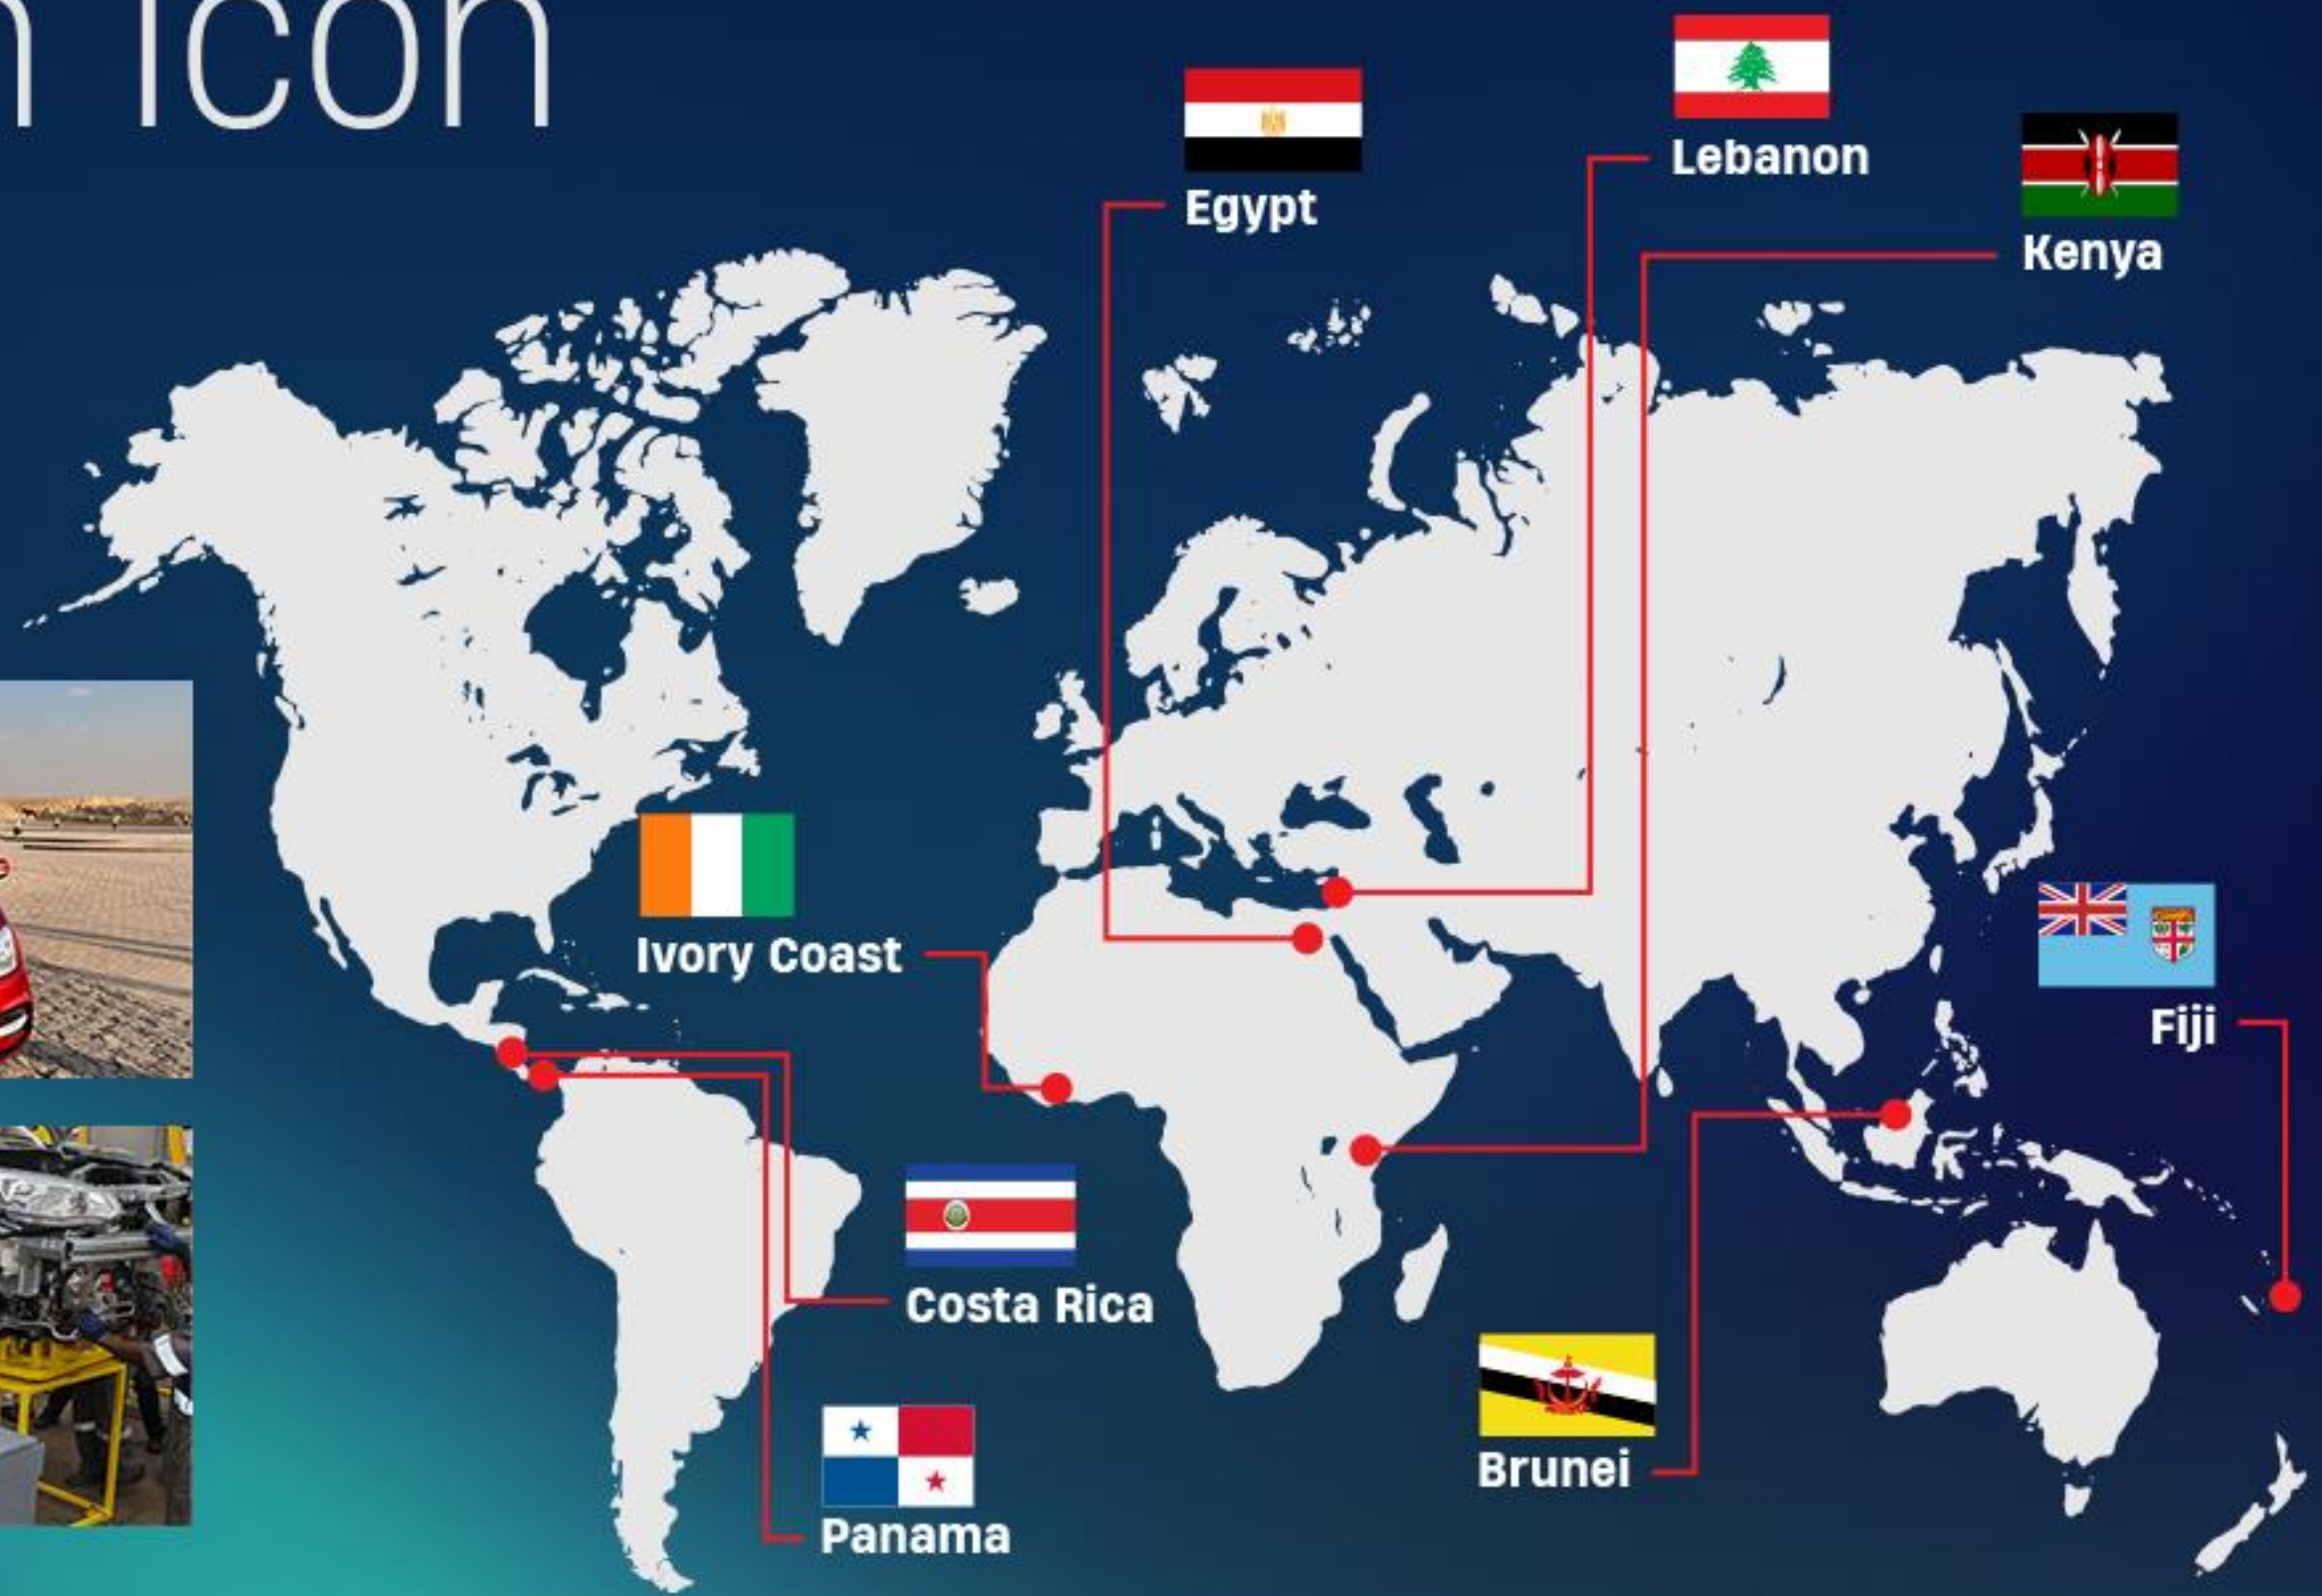 n icon
Lebanon
Egypt
Kenya
Ivory Coast
Fiji
Costa Rica
Brunei
Panama